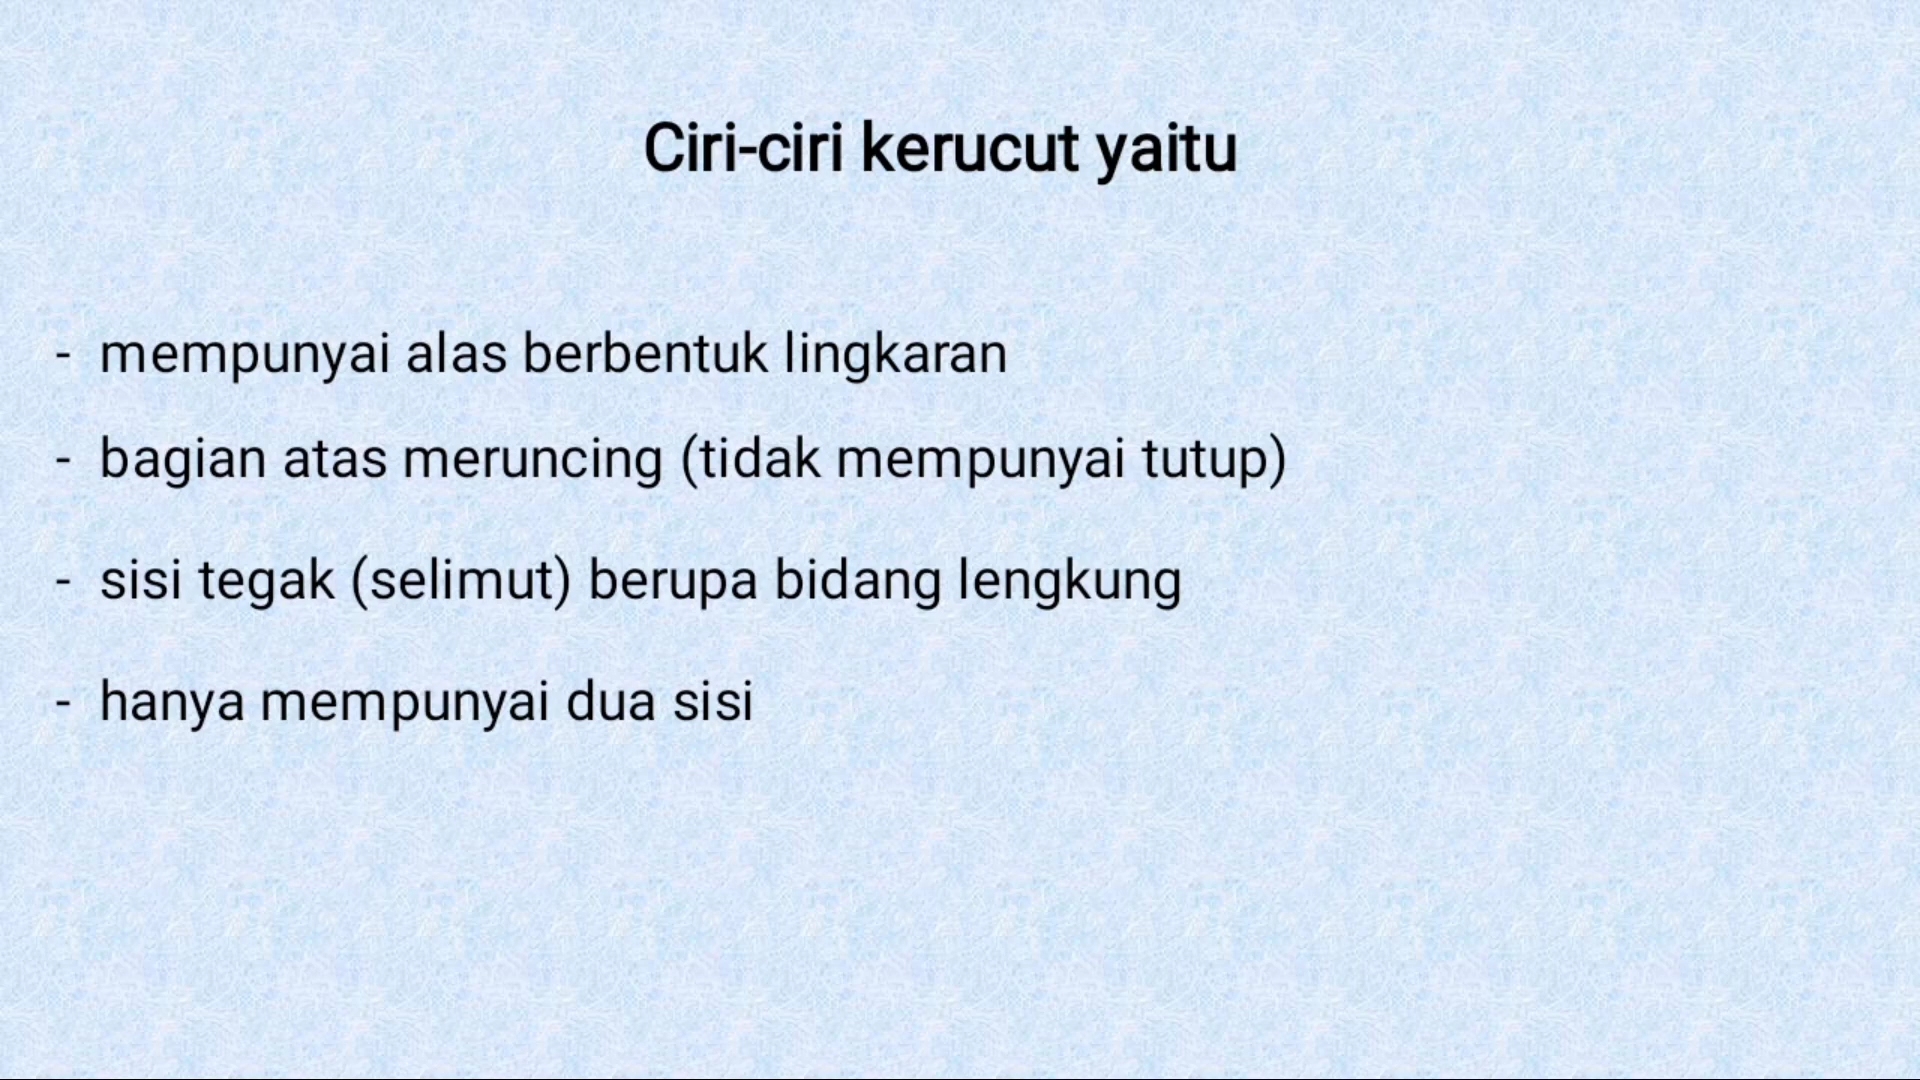 Ciri-ciri kerucut yaitu
- mempunyai alas berbentuk lingkaran
- bagian atas meruncing (tidak mempunyai tutup)
- sisi tegak (selimut) berupa bidang lengkung
- hanya mempunyai dua sisi